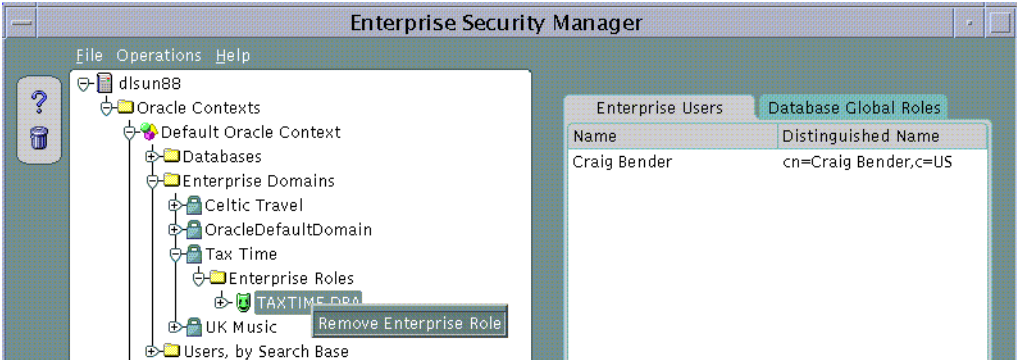 Enterprise Security Manager
File Operations Help
dlsun88
Oracle Contexts
Default Oracle Context
Databases
Enterprise Domains
Celtic Travel
OracleDefaultDomain
Tax Time
Enterprise Roles
TAXTIME DBA
Remove Enterprise Role
UK Music
Users, by Search Base
Enterprise Users Database Global Roles
Name Distinguished Name
Craig Bender cn=Craig Bender,c=US